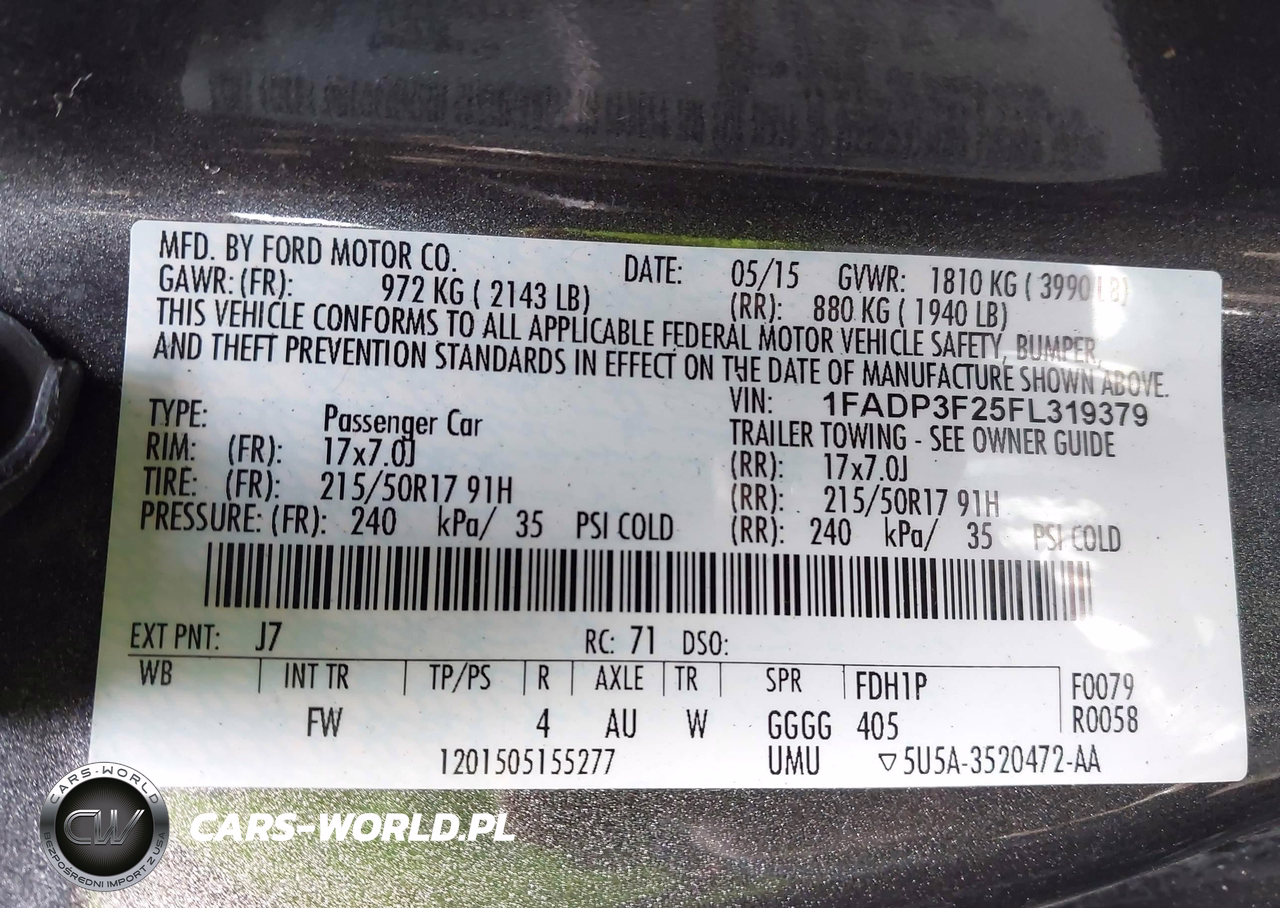 MFD. BY FORD MOTOR CO. DATE: 05/15 GVWR: 1810 KG ( 3990 LB)
GAWR: (FR): 972 KG ( 2143 LB) (RR): 880 KG ( 1940 LB)
THIS VEHICLE CONFORMS TO ALL APPLICABLE FEDERAL MOTOR VEHICLE SAFETY, BUMPER,
AND THEFT PREVENTION STANDARDS IN EFFECT ON THE DATE OF MANUFACTURE SHOWN ABOVE.
VIN: 1FADP3F25FL319379
TYPE: Passenger Car TRAILER TOWING - SEE OWNER GUIDE
RIM: (FR): 17x7.0J (RR): 17x7.0J
TIRE: (FR): 215/50R17 91H (RR): 215/50R17 91H
PRESSURE: (FR): 240 kPa/ 35 PSI COLD (RR): 240 kPa/ 35 PSI COLD
EXT PNT: J7 RC: 71 DSO:
WB INT TR TP/PS R AXLE TR SPR FDH1P F0079
FW 4 AU W GGGG 405 R0058
1201505155277 UMU ▽5U5A-3520472-AA
CARS-WORLD
CW
BEZPOŚREDNI IMPORT Z USA
CARS-WORLD.PL